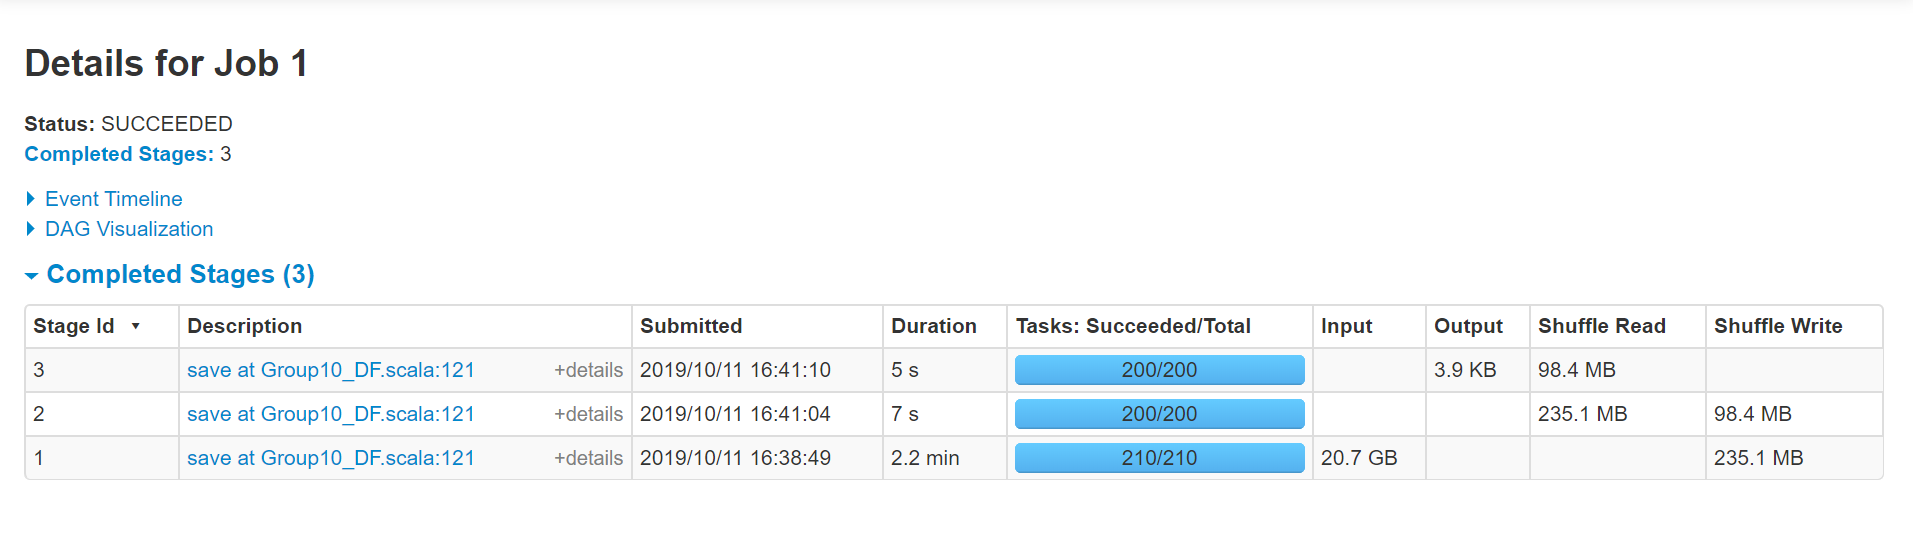 Details for Job 1
Status: SUCCEEDED
Completed Stages: 3
Event Timeline
DAG Visualization
Completed Stages (3)
Stage Id Description Submitted Duration Tasks: Succeeded/Total Input Output Shuffle Read Shuffle Write
3 save at Group10_DF.scala:121 +details 2019/10/11 16:41:10 5 s 200/200 3.9 KB 98.4 MB
2 save at Group10_DF.scala:121 +details 2019/10/11 16:41:04 7 s 200/200 235.1 MB 98.4 MB
1 save at Group10_DF.scala:121 +details 2019/10/11 16:38:49 2.2 min 210/210 20.7 GB 235.1 MB